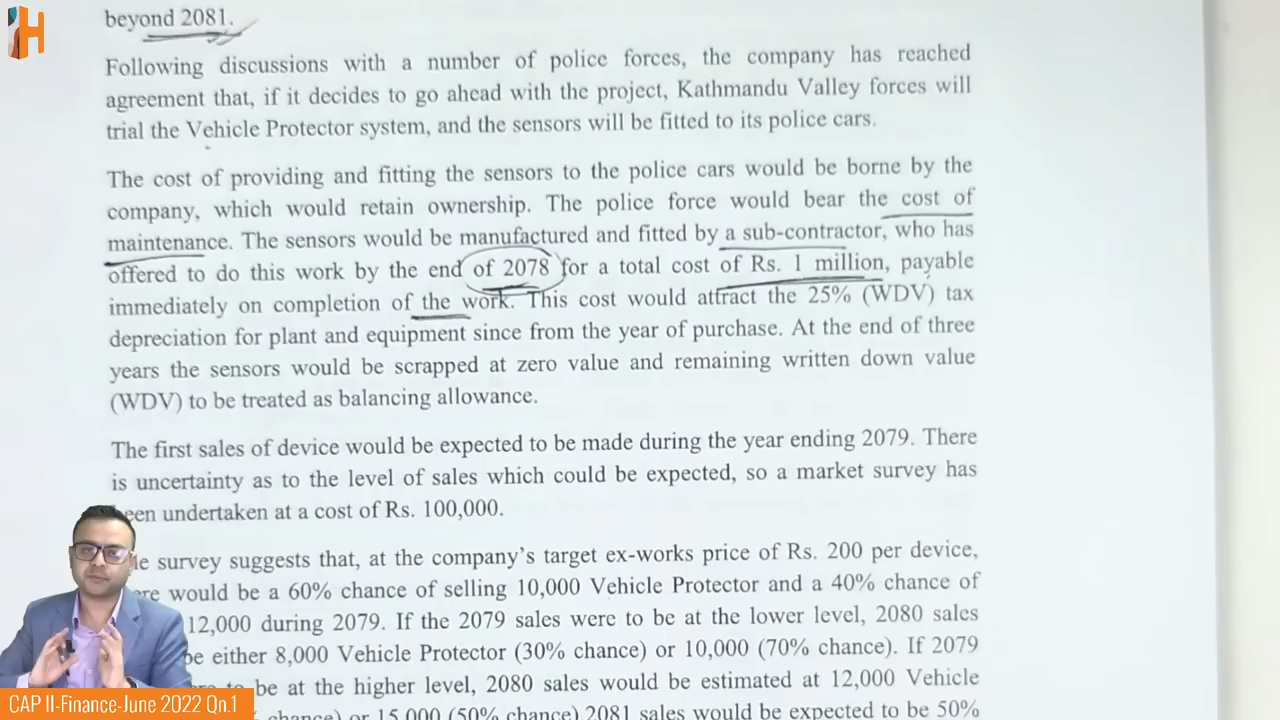 H
beyond 2081.
Following discussions with a number of police forces, the company has reached
agreement that, if it decides to go ahead with the project, Kathmandu Valley forces will
trial the Vehicle Protector system, and the sensors will be fitted to its police cars.
The cost of providing and fitting the sensors to the police cars would be borne by the
company, which would retain ownership. The police force would bear the cost of
maintenance. The sensors would be manufactured and fitted by a sub-contractor, who has
offered to do this work by the end of 2078 for a total cost of Rs. 1 million, payable
immediately on completion of the work. This cost would attract the 25% (WDV) tax
depreciation for plant and equipment since from the year of purchase. At the end of three
years the sensors would be scrapped at zero value and remaining written down value
(WDV) to be treated as balancing allowance.
The first sales of device would be expected to be made during the year ending 2079. There
is uncertainty as to the level of sales which could be expected, so a market survey has
been undertaken at a cost of Rs. 100,000.
survey suggests that, at the company's target ex-works price of Rs. 200 per device,
would be a 60% chance of selling 10,000 Vehicle Protector and a 40% chance of
12,000 during 2079. If the 2079 sales were to be at the lower level, 2080 sales
be either 8,000 Vehicle Protector (30% chance) or 10,000 (70% chance). If 2079
be at the higher level, 2080 sales would be estimated at 12,000 Vehicle
chance) or 15,000 (50% chance) 2081 sales would be expected to be 50%
CAP II-Finance-June 2022 Qn.1